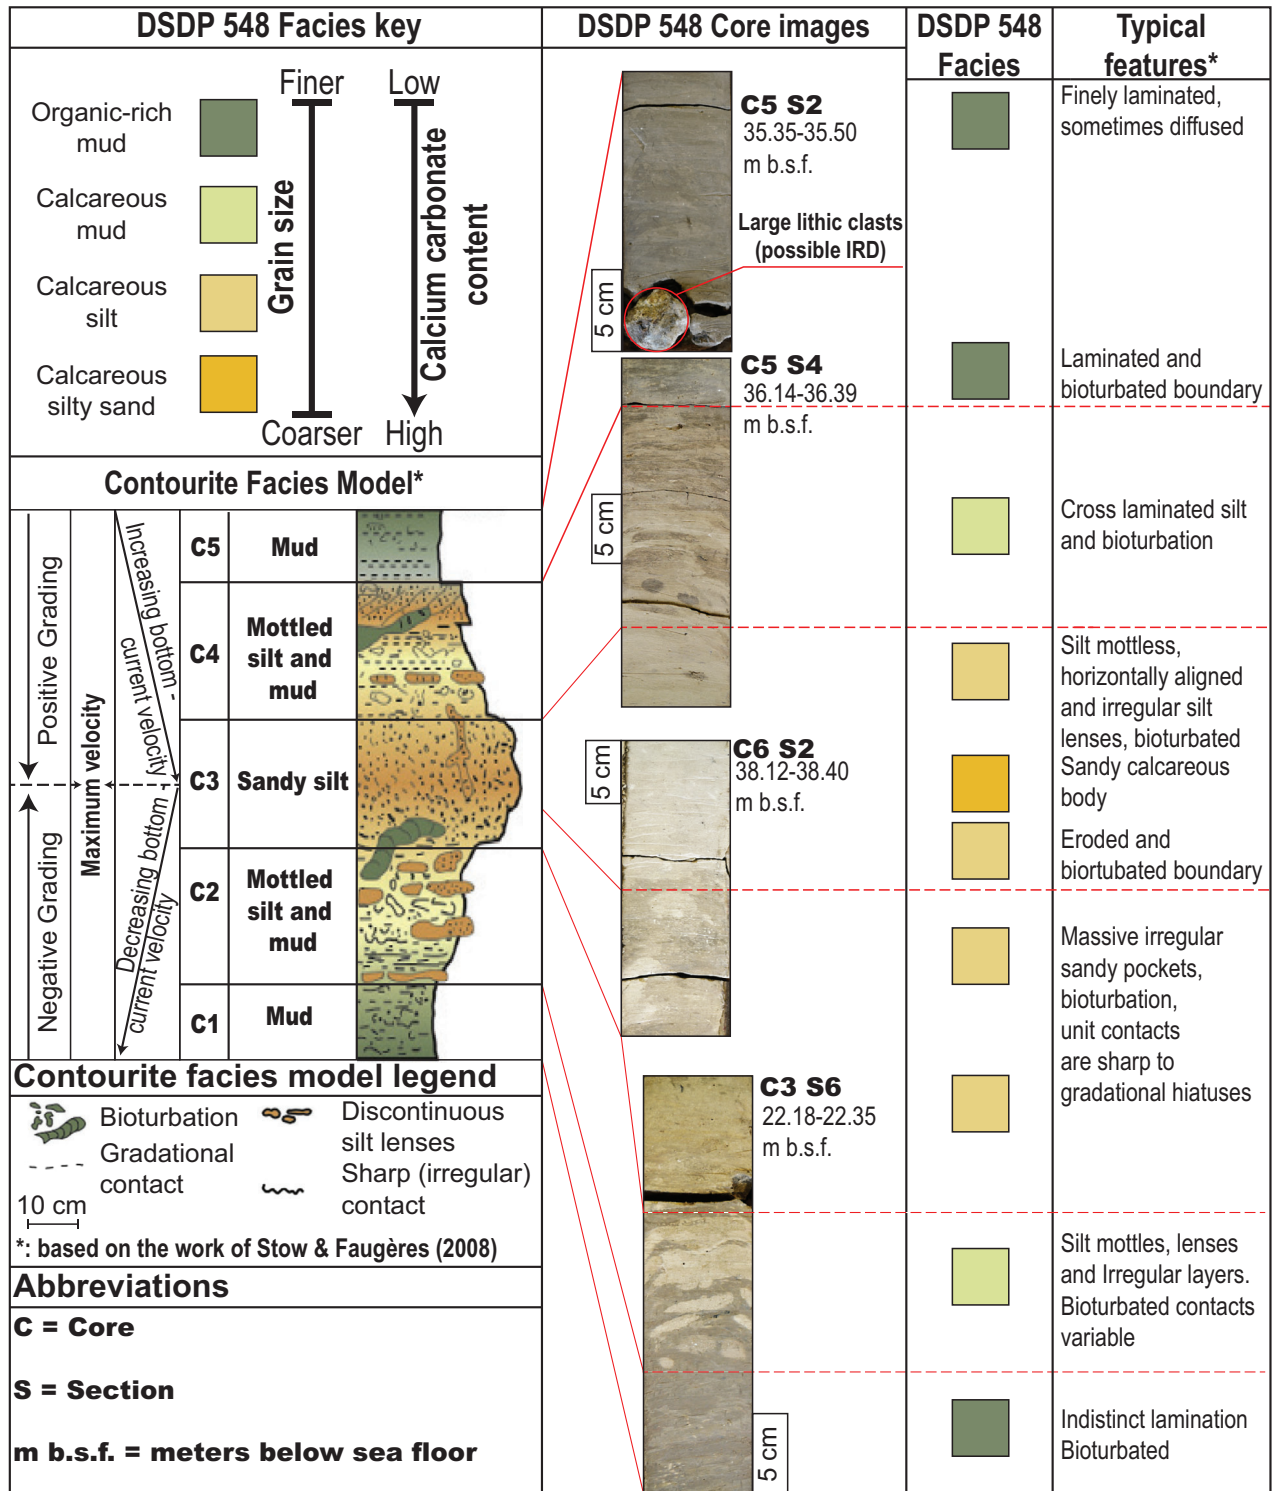 DSDP 548 Facies key
Organic-rich
mud
Calcareous
mud
Calcareous
silt
Calcareous
silty sand
Finer
Grain size
Coarser
Low
Calcium carbonate
content
High
Contourite Facies Model*
Positive Grading
Negative Grading
Maximum velocity
Increasing bottom -
current velocity
Decreasing bottom -
current velocity
C5
Mud
C4
Mottled
silt and
mud
C3
Sandy silt
C2
Mottled
silt and
mud
C1
Mud
Contourite facies model legend
Bioturbation
Gradational
contact
Discontinuous
silt lenses
Sharp (irregular)
contact
10 cm
*: based on the work of Stow & Faugères (2008)
Abbreviations
C = Core
S = Section
m b.s.f. = meters below sea floor
DSDP 548 Core images
C5 S2
35.35-35.50
m b.s.f.
Large lithic clasts
(possible IRD)
5 cm
C5 S4
36.14-36.39
m b.s.f.
5 cm
C6 S2
38.12-38.40
m b.s.f.
5 cm
C3 S6
22.18-22.35
m b.s.f.
5 cm
DSDP 548
Facies
Typical
features*
Finely laminated,
sometimes diffused
Laminated and
bioturbated boundary
Cross laminated silt
and bioturbation
Silt mottless,
horizontally aligned
and irregular silt
lenses, bioturbated
Sandy calcareous
body
Eroded and
biortubated boundary
Massive irregular
sandy pockets,
bioturbation,
unit contacts
are sharp to
gradational hiatuses
Silt mottles, lenses
and Irregular layers.
Bioturbated contacts
variable
Indistinct lamination
Bioturbated